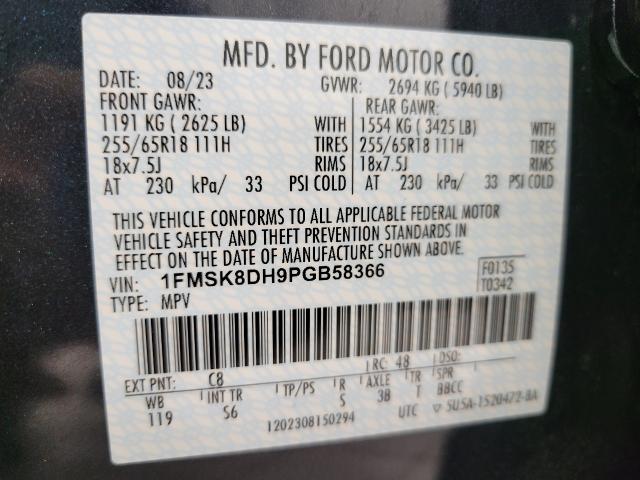 MFD. BY FORD MOTOR CO.
DATE: 08/23 GVWR: 2694 KG ( 5940 LB)
FRONT GAWR: REAR GAWR:
1191 KG ( 2625 LB) WITH 1554 KG ( 3425 LB) WITH
255/65R18 111H TIRES 255/65R18 111H TIRES
18x7.5J RIMS 18x7.5J RIMS
AT 230 kPa/ 33 PSI COLD AT 230 kPa/ 33 PSI COLD
THIS VEHICLE CONFORMS TO ALL APPLICABLE FEDERAL MOTOR
VEHICLE SAFETY AND THEFT PREVENTION STANDARDS IN
EFFECT ON THE DATE OF MANUFACTURE SHOWN ABOVE.
VIN: 1FMSK8DH9PGB58366 F0135
TYPE: MPV T0342
EXT PNT: C8 RC: 48 DSO:
WB INT TR TP/PS R AXLE TR SPR
119 S6 S 3B T BBCC
1202308150294 UTC 5U5A-1520472-BA